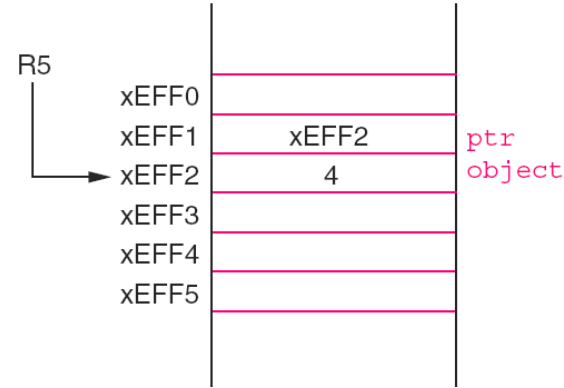 R5
xEFF0
xEFF1 xEFF2 ptr
xEFF2 4 object
xEFF3
xEFF4
xEFF5